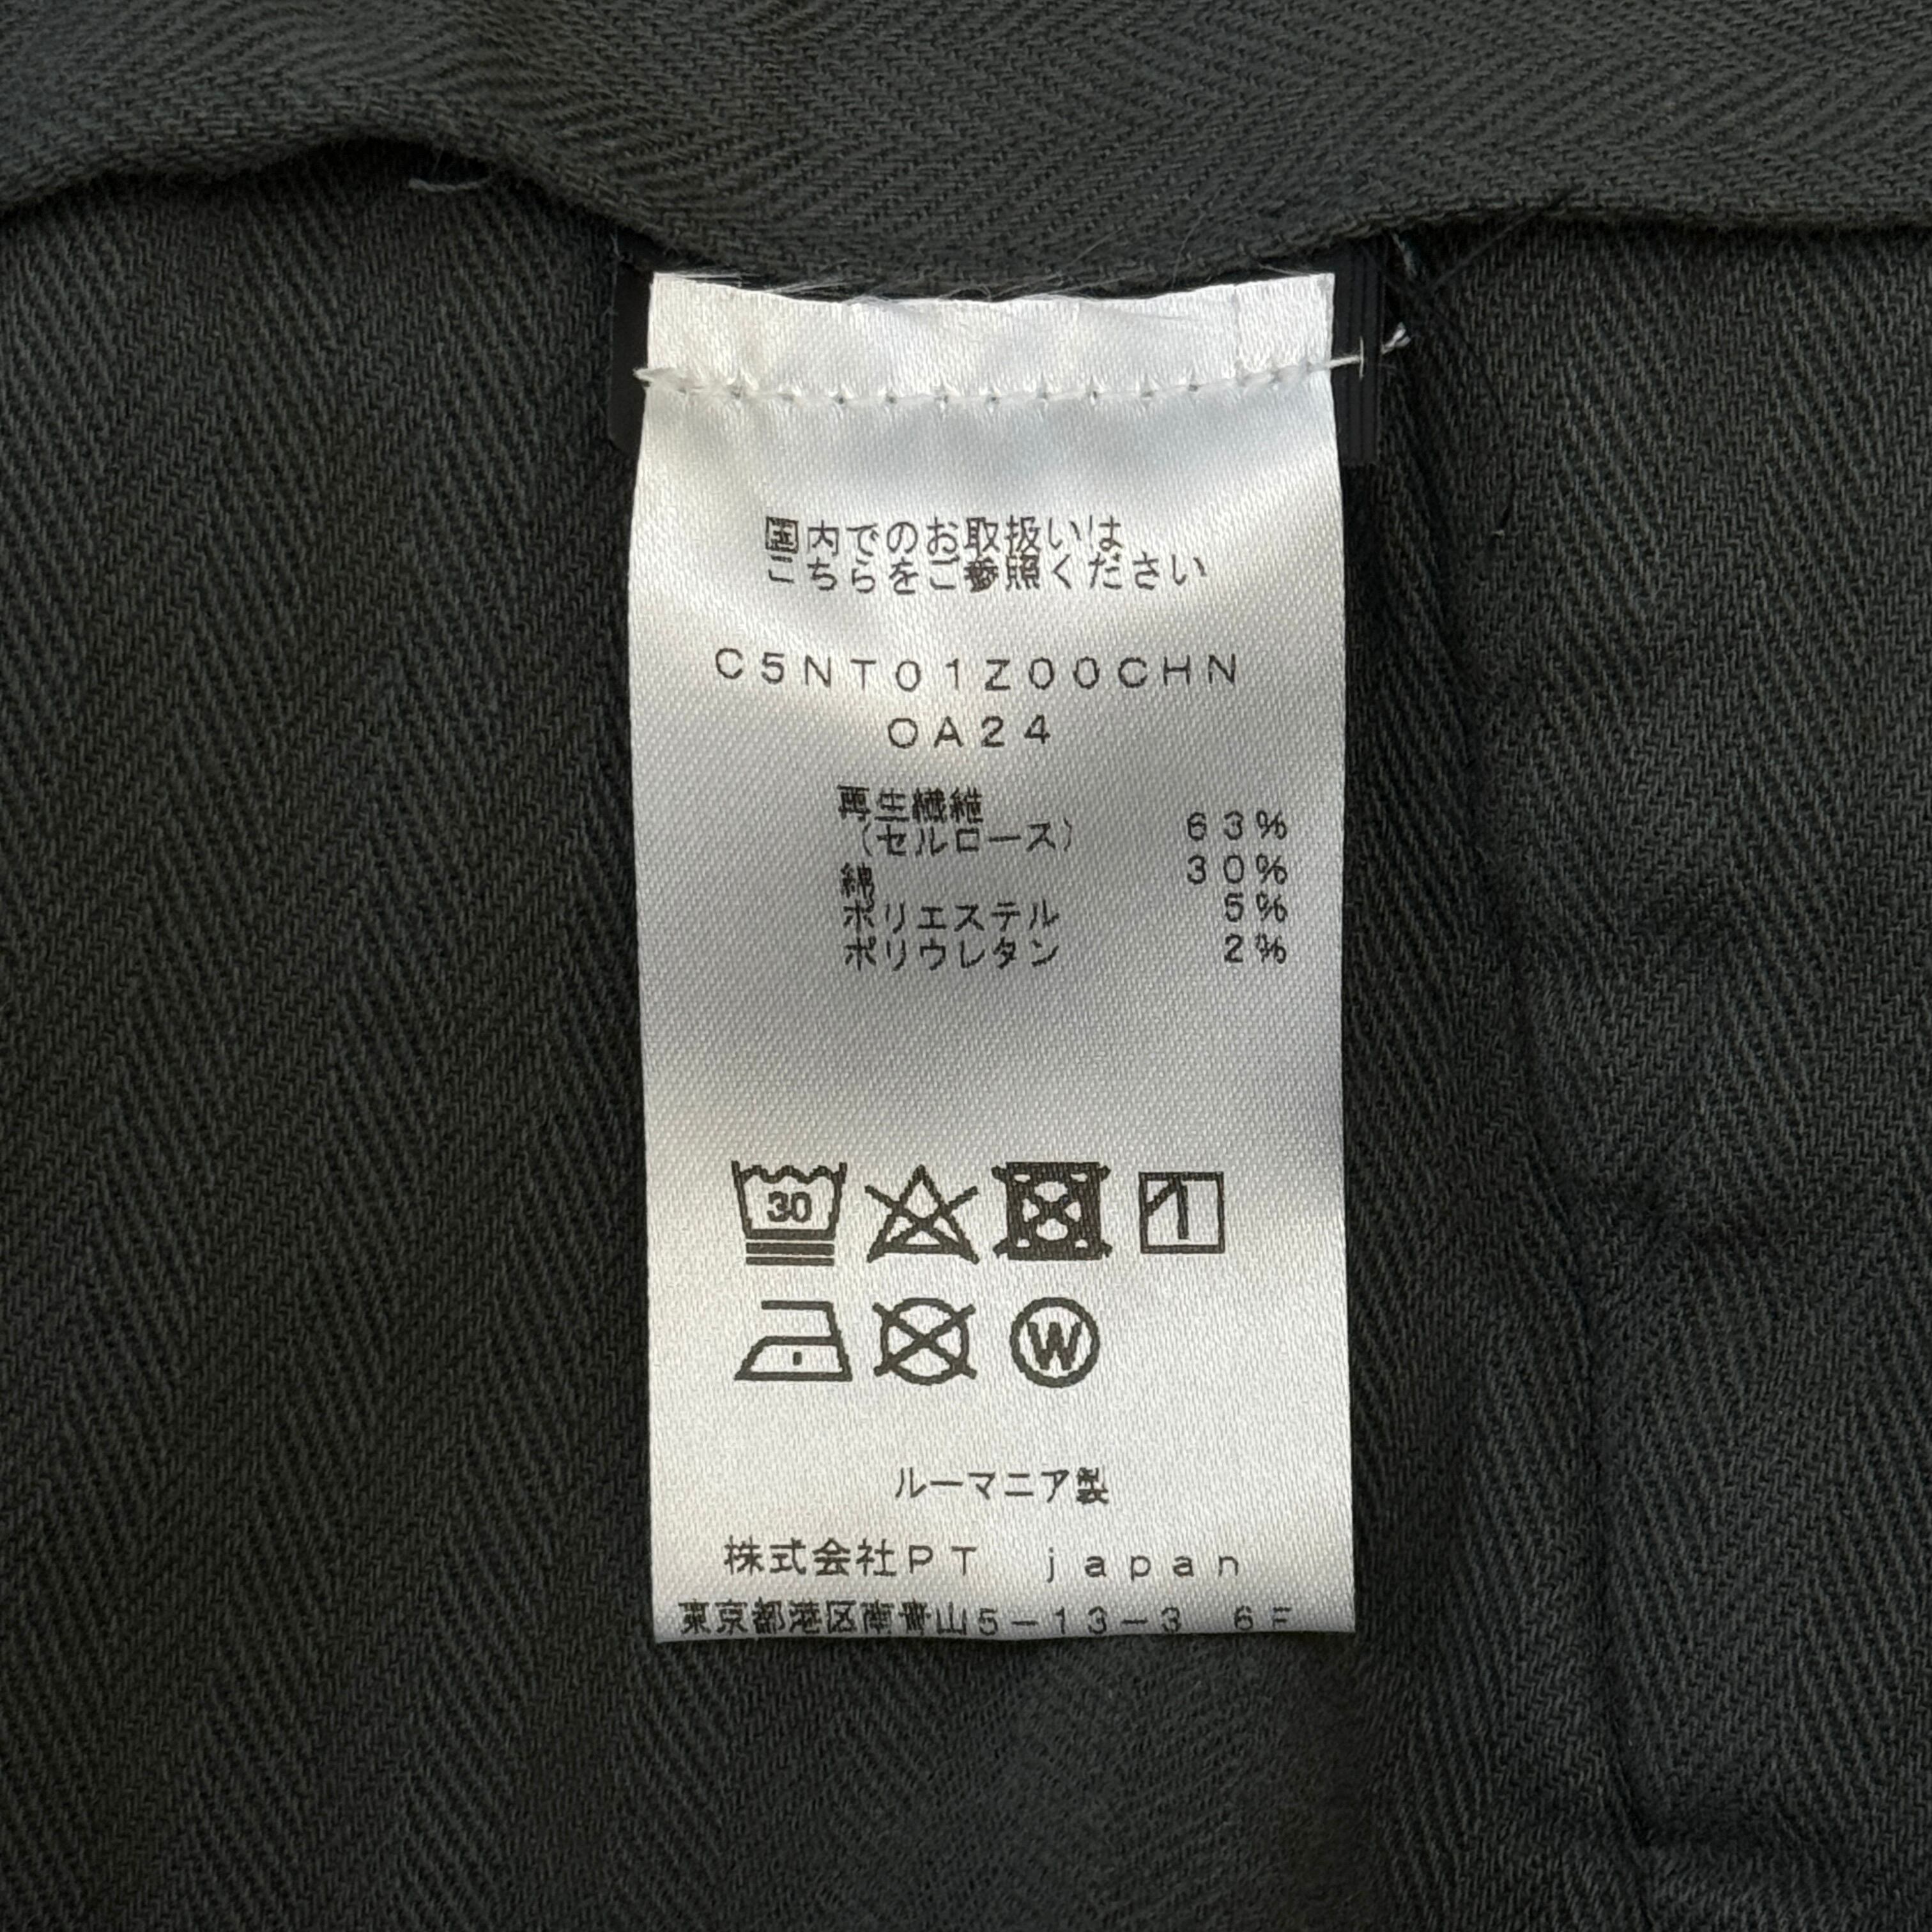 国内でのお取扱いは
こちらをご参照ください
C5NT01Z00CHN
OA24
再生繊維
(セルロース) 63%
綿 30%
ポリエステル 5%
ポリウレタン 2%
30
W
ルーマニア製
株式会社PT japan
東京都港区南青山5-13-3 6F